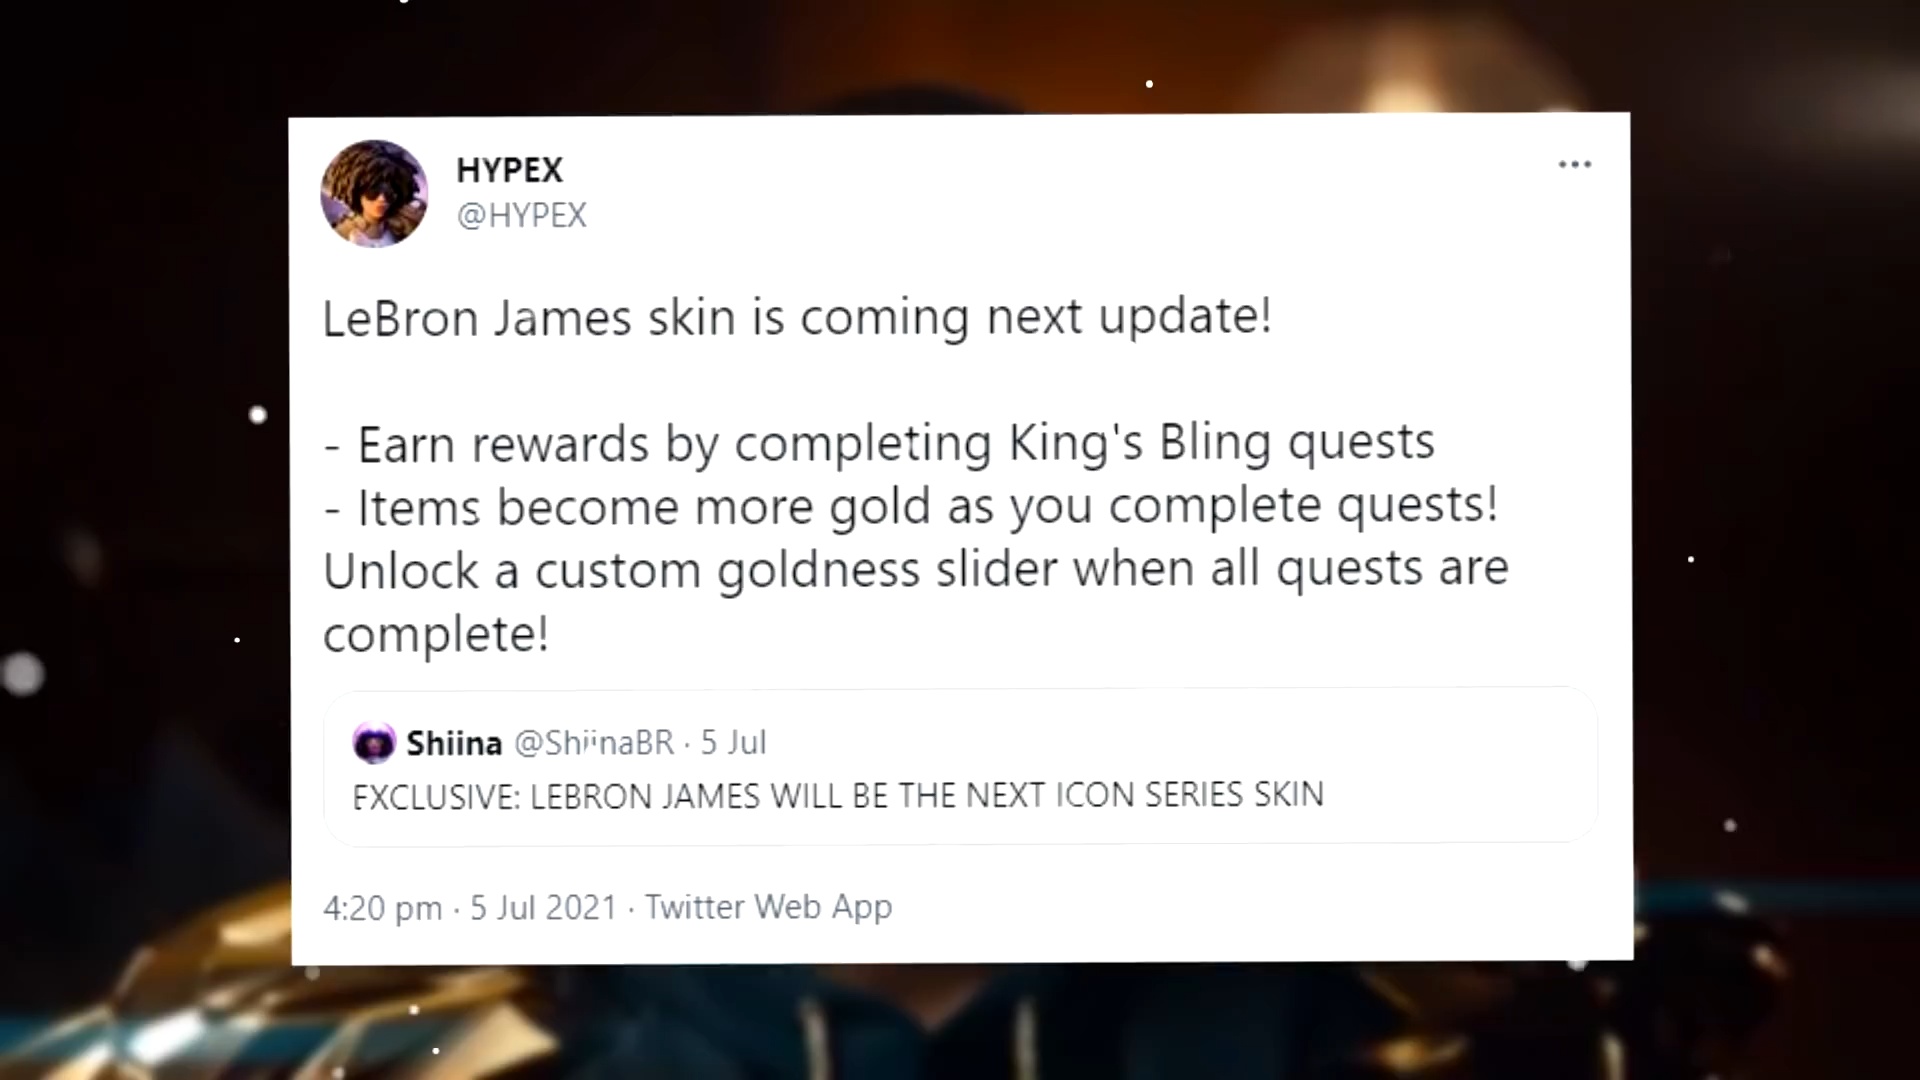 HYPEX
@HYPEX
LeBron James skin is coming next update!
- Earn rewards by completing King's Bling quests
- Items become more gold as you complete quests!
Unlock a custom goldness slider when all quests are
complete!
Shiina @ShiinaBR · 5 Jul
EXCLUSIVE: LEBRON JAMES WILL BE THE NEXT ICON SERIES SKIN
4:20 pm · 5 Jul 2021 · Twitter Web App